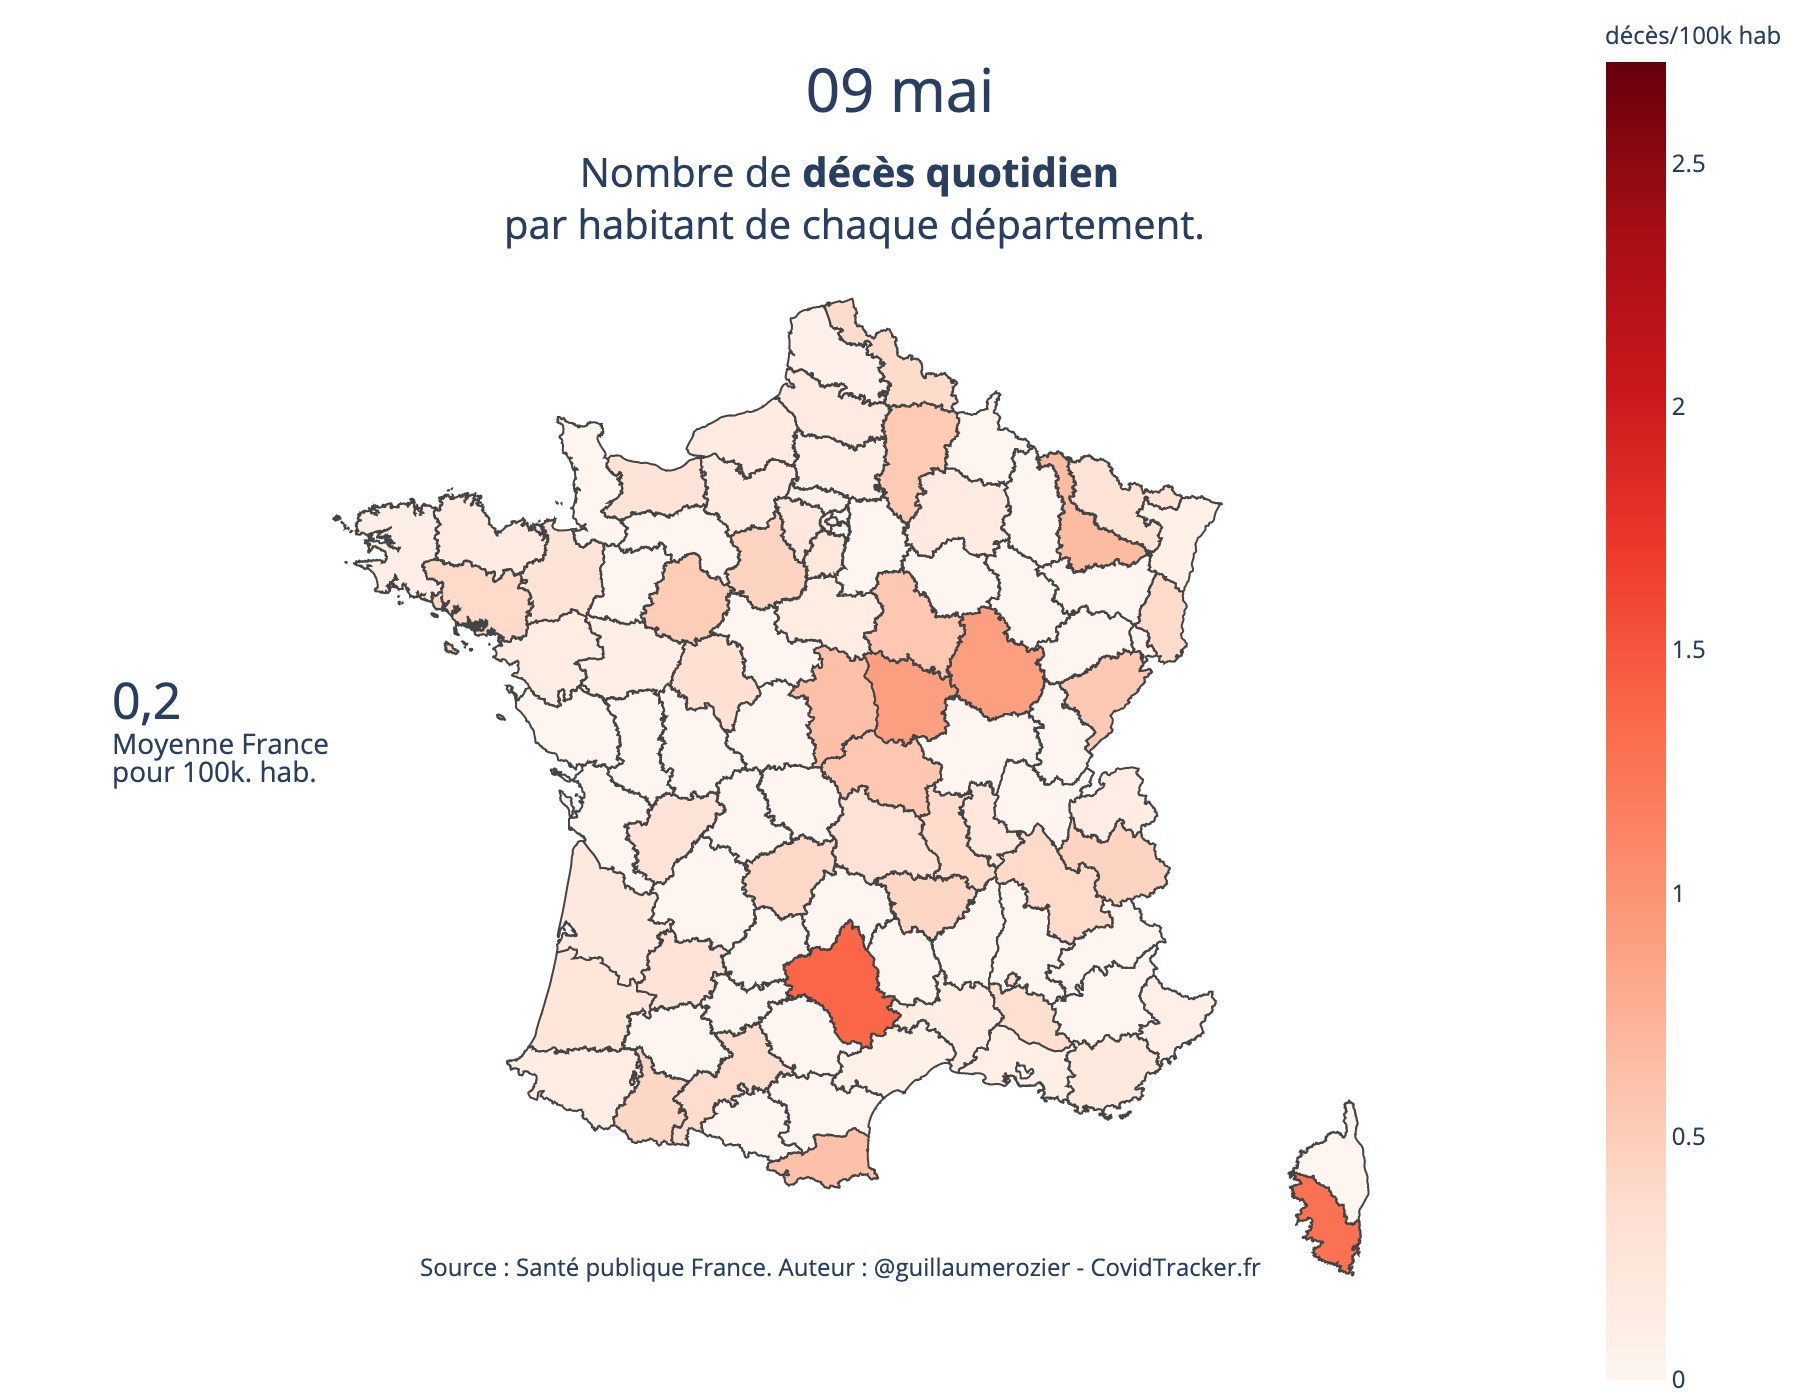 décès/100k hab
09 mai
Nombre de décès quotidien
par habitant de chaque département.
2.5
2
1.5
1
0.5
0
0,2
Moyenne France
pour 100k. hab.
Source : Santé publique France. Auteur : @guillaumerozier - CovidTracker.fr